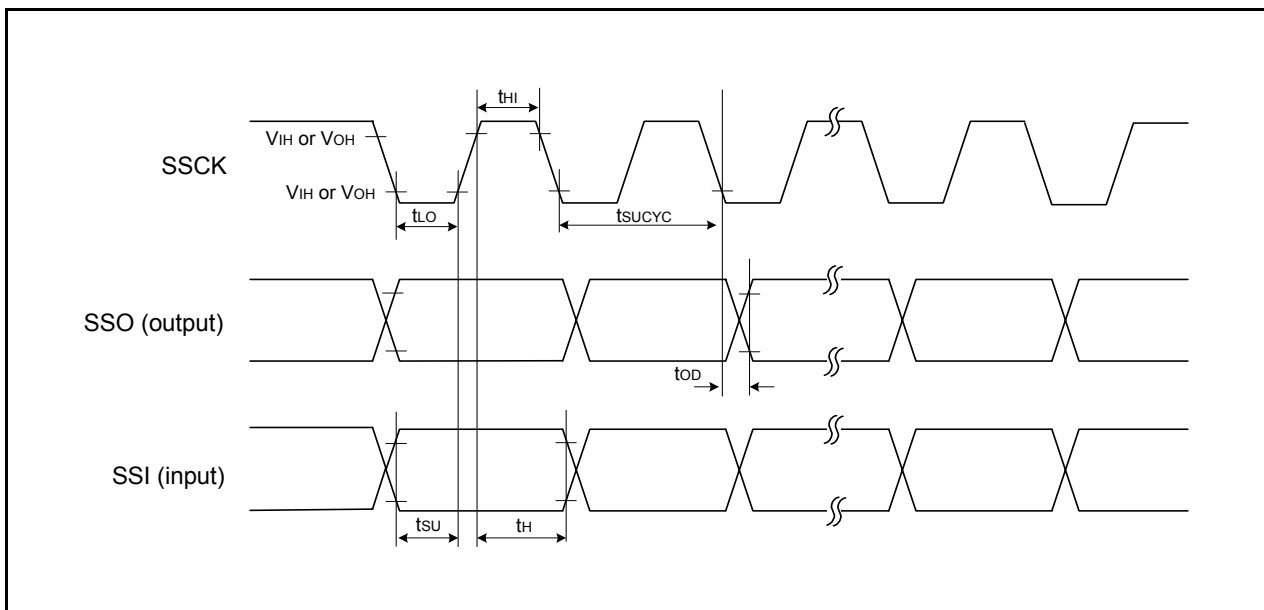 tHI
VIH or VOH
SSCK
VIH or VOH
tLO
tSUCYC
SSO (output)
tOD
SSI (input)
tSU
tH